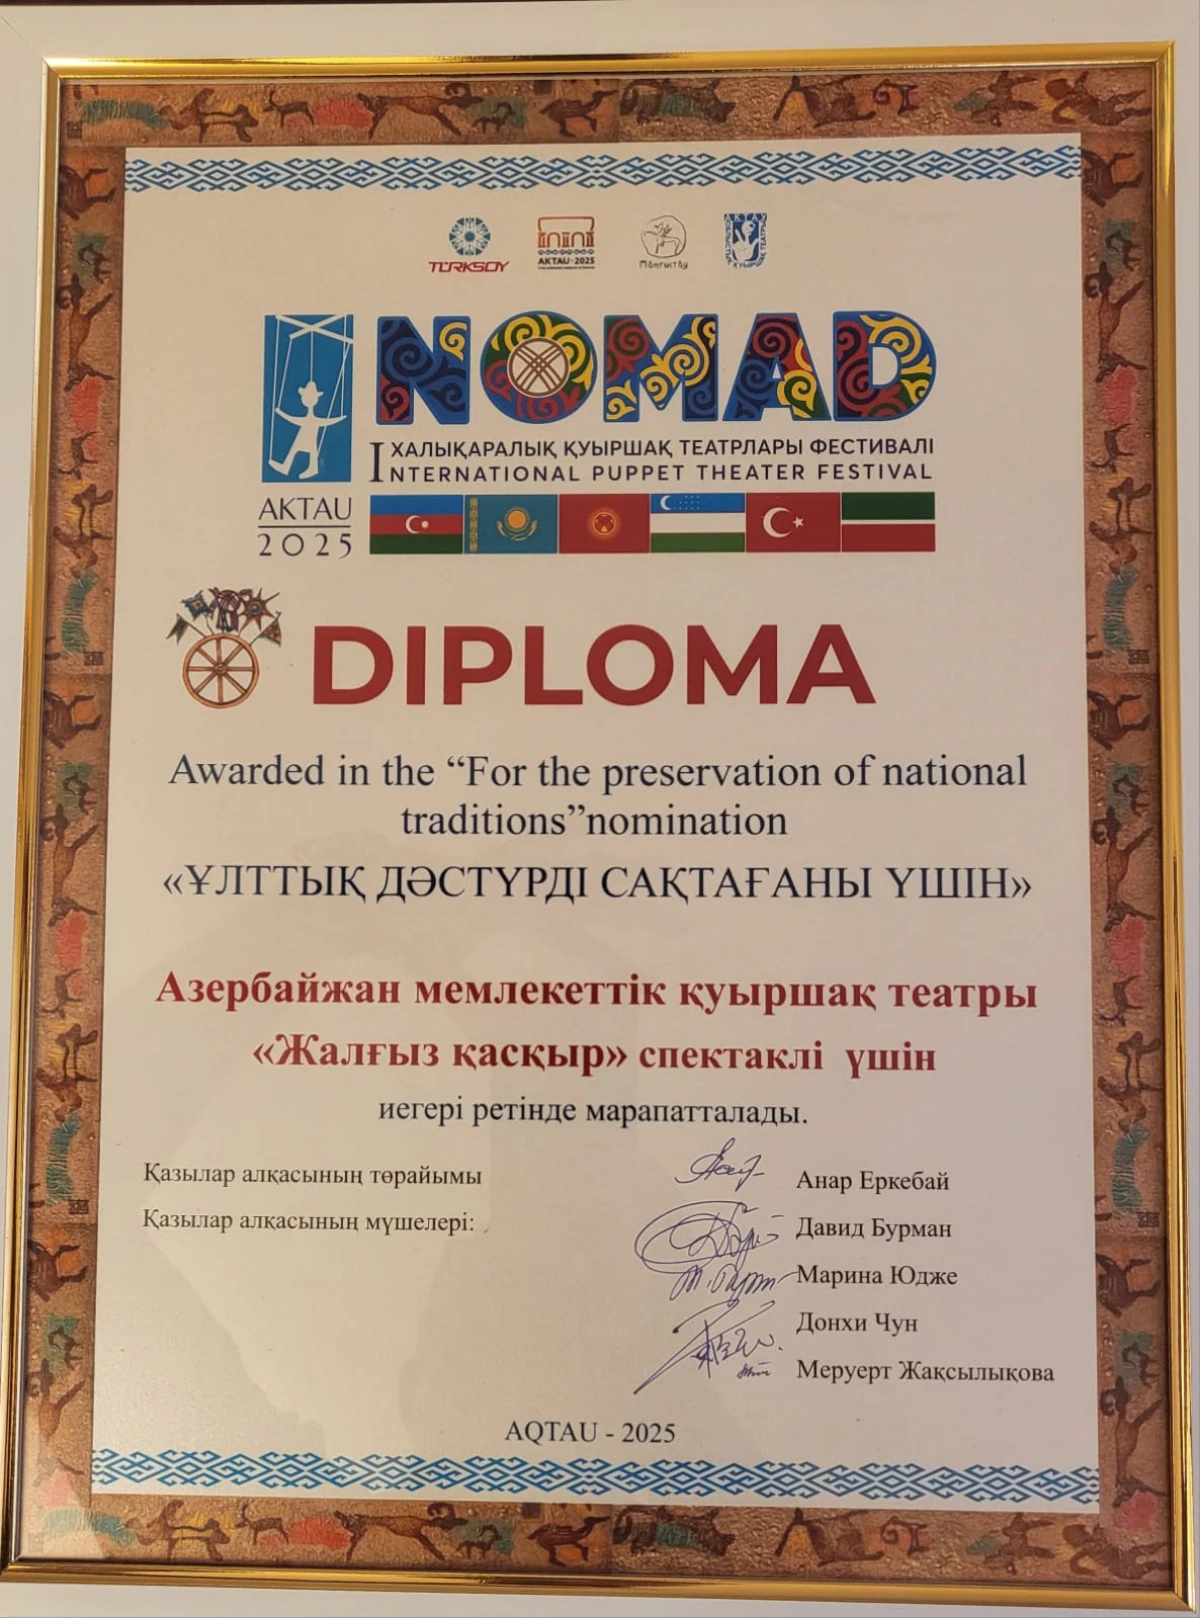 TÜRKSOY
AKTAU-2025
Маңғыстау
АКТАУ
NOMAD
I ХАЛЫҚАРАЛЫҚ ҚУЫРШАҚ ТЕАТРЛАРЫ ФЕСТИВАЛІ
INTERNATIONAL PUPPET THEATER FESTIVAL
AKTAU
2025
DIPLOMA
Awarded in the “For the preservation of national
traditions”nomination
«ҰЛТТЫҚ ДӘСТҮРДІ САҚТАҒАНЫ ҮШІН»
Азербайжан мемлекеттік қуыршақ театры
«Жалғыз қасқыр» спектаклі үшін
иегері ретінде марапатталады.
Қазылар алқасының төрайымы
Анар Еркебай
Қазылар алқасының мүшелері:
Давид Бурман
Марина Юдже
Донхи Чун
Меруерт Жақсылықова
AQTAU - 2025